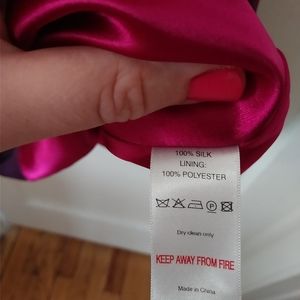 100% SILK
LINING:
100% POLYESTER
P
Dry clean only
KEEP AWAY FROM FIRE
Made in China